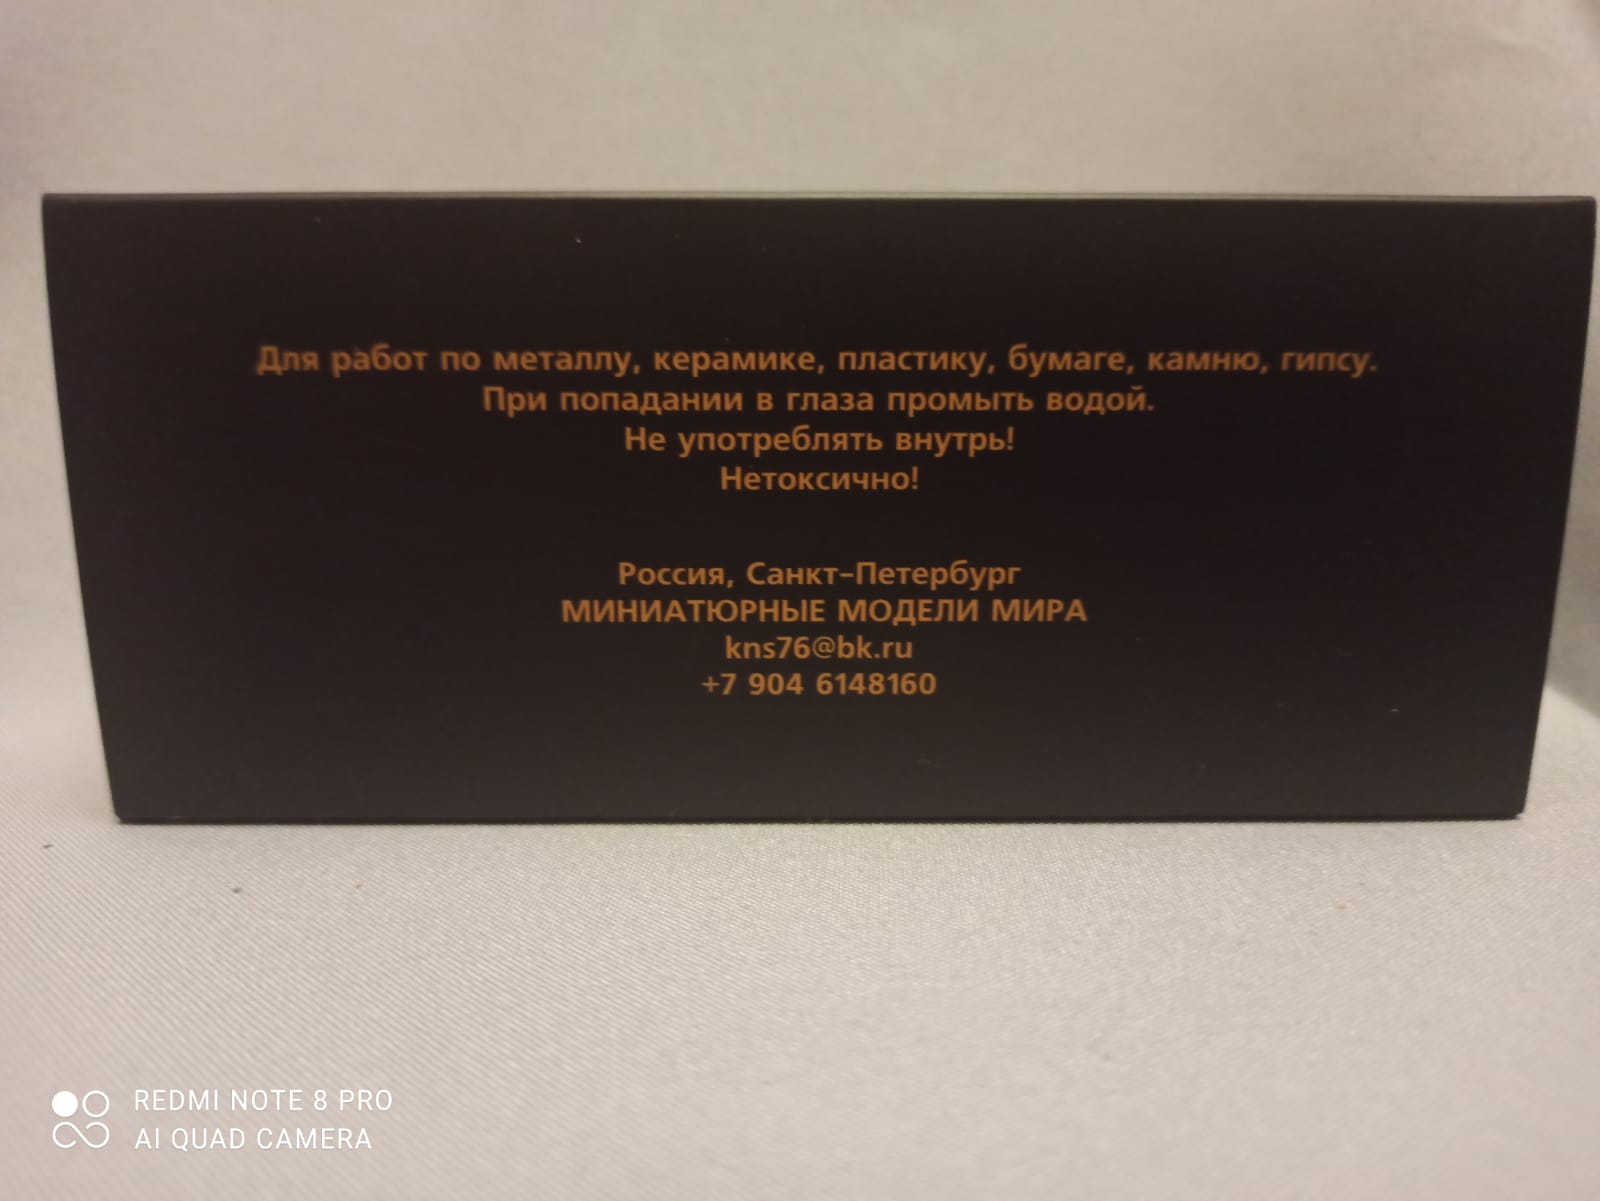 Для работ по металлу, керамике, пластику, бумаге, камню, гипсу.
При попадании в глаза промыть водой.
Не употреблять внутрь!
Нетоксично!
Россия, Санкт-Петербург
МИНИАТЮРНЫЕ МОДЕЛИ МИРА
kns76@bk.ru
+7 904 6148160
REDMI NOTE 8 PRO
AI QUAD CAMERA